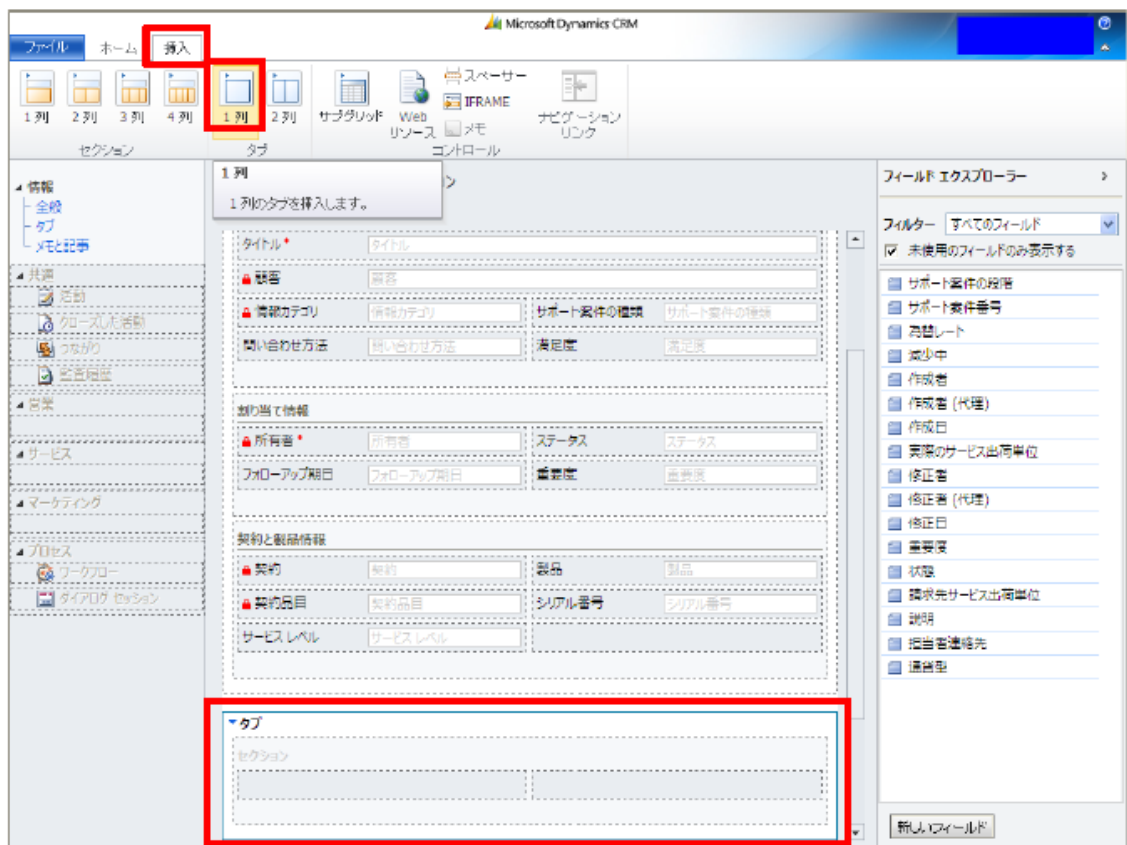 Microsoft Dynamics CRM
ファイル ホーム 挿入
1 列 2 列 3 列 4 列 1 列 2 列 サブグリッド Web リソース スペーサー IFRAME メモ ナビゲーション リンク
セクション タブ コントロール
1 列
1 列のタブを挿入します。
ン
情報
全般
タブ
メモと記事
共通
活動
クローズした活動
つながり
監査履歴
営業
サービス
マーケティング
プロセス
ワークフロー
ダイアログ セッション
タイトル* タイトル
顧客 顧客
情報カテゴリ 情報カテゴリ サポート案件の種類 サポート案件の種類
問い合わせ方法 問い合わせ方法 満足度 満足度
割り当て情報
所有者* 所有者 ステータス ステータス
フォローアップ期日 フォローアップ期日 重要度 重要度
契約と製品情報
契約 契約 製品 製品
契約品目 契約品目 シリアル番号 シリアル番号
サービス レベル サービス レベル
タブ
セクション
フィールド エクスプローラー
フィルター すべてのフィールド
未使用のフィールドのみ表示する
サポート案件の段階
サポート案件番号
為替レート
減少中
作成者
作成者 (代理)
作成日
実際のサービス出荷単位
修正者
修正者 (代理)
修正日
重要度
状態
請求先サービス出荷単位
説明
担当者連絡先
通貨型
新しいフィールド